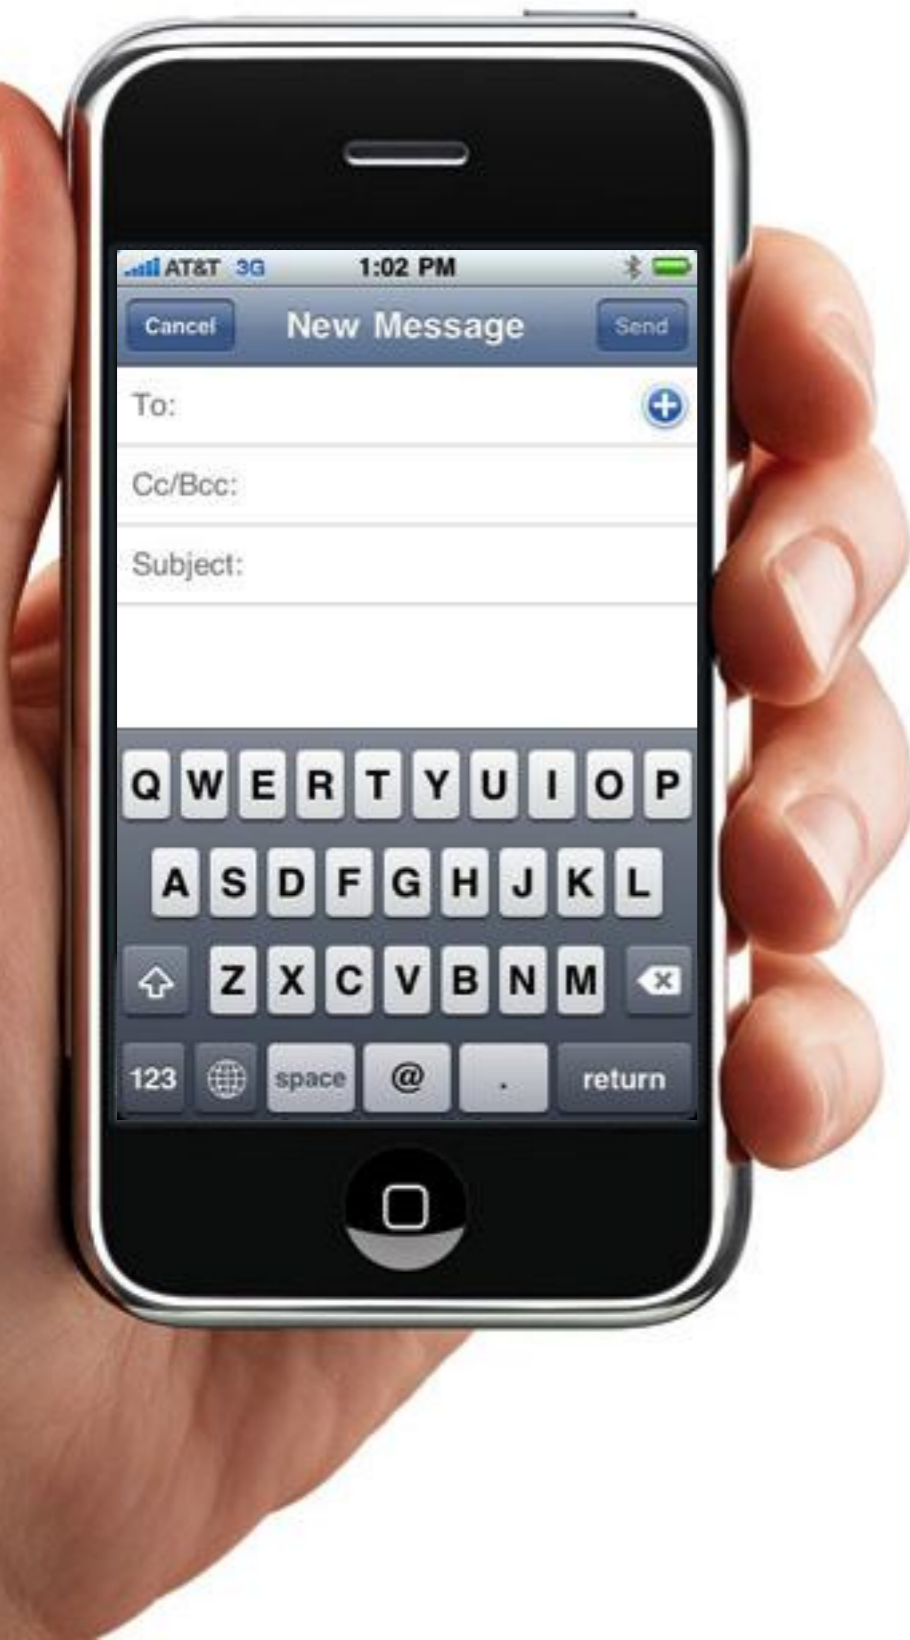 AT&T 3G 1:02 PM
Cancel New Message Send
To:
Cc/Bcc:
Subject:
Q W E R T Y U I O P
A S D F G H J K L
Z X C V B N M
123 space @ . return